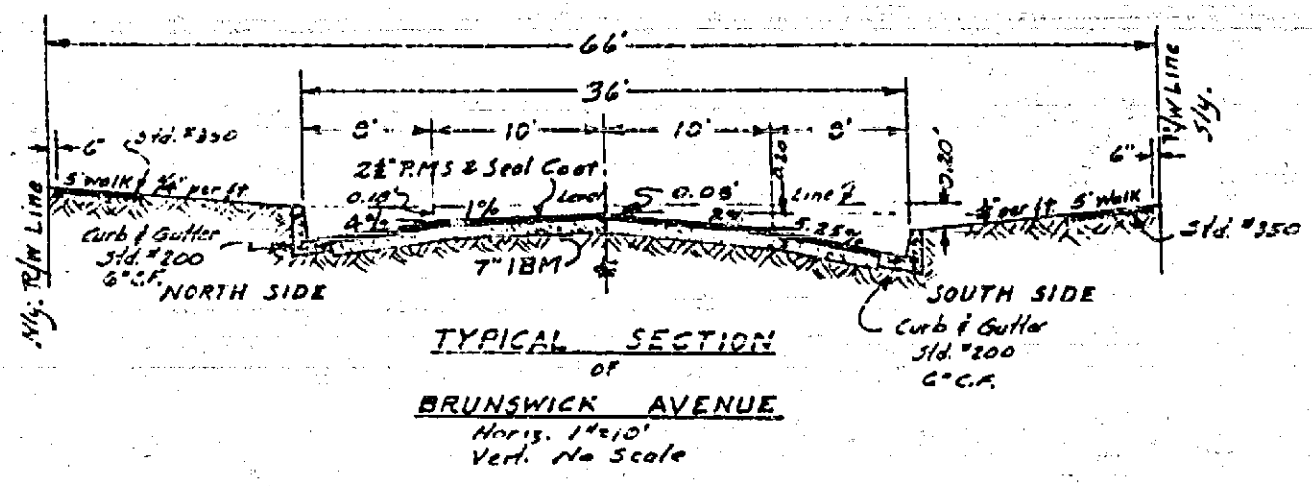 66'
36'
8' 10' 10' 8'
6"
Std. #350
5' walk ¼" per ft
2½" P.M.S & Seal Coat
0.18'
4%
1%
Level
0.08'
2%
0.20
Line
5.25%
0.20'
¼" per ft 5' walk
6"
Std. #350
R/W Line
Sly.
Nly. R/W Line
Curb & Gutter
Std. #200
6" C.F.
NORTH SIDE
7" IBM
SOUTH SIDE
Curb & Gutter
Std. #200
6" C.F.
TYPICAL SECTION
OF
BRUNSWICK AVENUE
Horiz. 1"=10'
Vert. No Scale